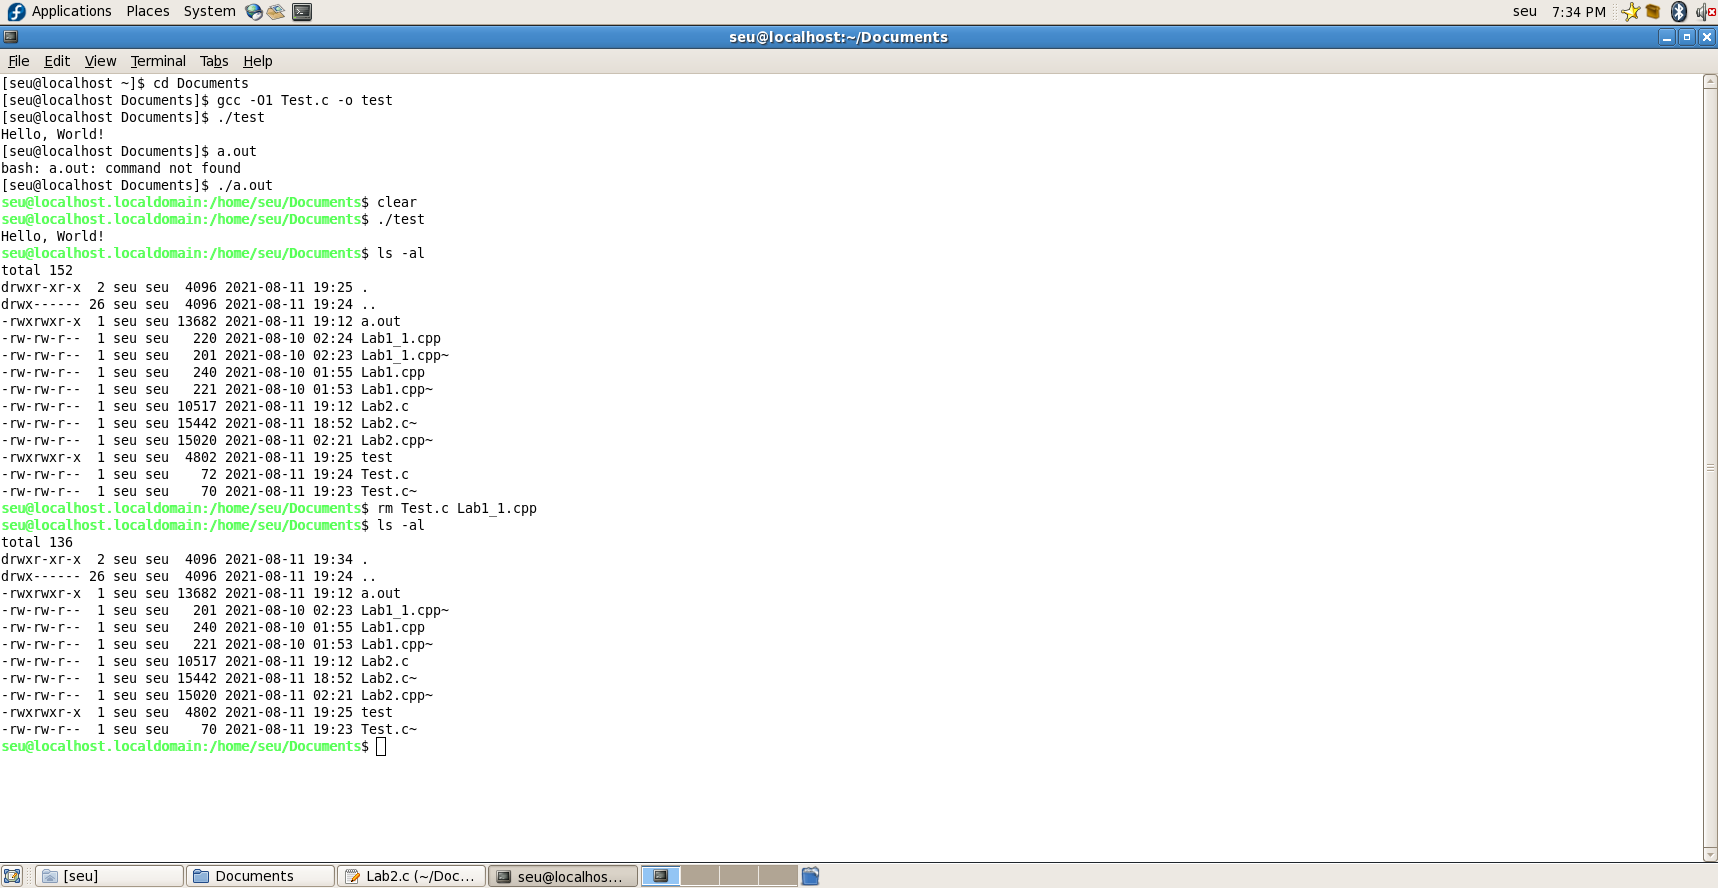 Applications Places System seu 7:34 PM
seu@localhost:~/Documents
File Edit View Terminal Tabs Help
[seu@localhost ~]$ cd Documents
[seu@localhost Documents]$ gcc -O1 Test.c -o test
[seu@localhost Documents]$ ./test
Hello, World!
[seu@localhost Documents]$ a.out
bash: a.out: command not found
[seu@localhost Documents]$ ./a.out
seu@localhost.localdomain:/home/seu/Documents$ clear
seu@localhost.localdomain:/home/seu/Documents$ ./test
Hello, World!
seu@localhost.localdomain:/home/seu/Documents$ ls -al
total 152
drwxr-xr-x  2 seu seu  4096 2021-08-11 19:25 .
drwx------ 26 seu seu  4096 2021-08-11 19:24 ..
-rwxrwxr-x  1 seu seu 13682 2021-08-11 19:12 a.out
-rw-rw-r--  1 seu seu   220 2021-08-10 02:24 Lab1_1.cpp
-rw-rw-r--  1 seu seu   201 2021-08-10 02:23 Lab1_1.cpp~
-rw-rw-r--  1 seu seu   240 2021-08-10 01:55 Lab1.cpp
-rw-rw-r--  1 seu seu   221 2021-08-10 01:53 Lab1.cpp~
-rw-rw-r--  1 seu seu 10517 2021-08-11 19:12 Lab2.c
-rw-rw-r--  1 seu seu 15442 2021-08-11 18:52 Lab2.c~
-rw-rw-r--  1 seu seu 15020 2021-08-11 02:21 Lab2.cpp~
-rwxrwxr-x  1 seu seu  4802 2021-08-11 19:25 test
-rw-rw-r--  1 seu seu    72 2021-08-11 19:24 Test.c
-rw-rw-r--  1 seu seu    70 2021-08-11 19:23 Test.c~
seu@localhost.localdomain:/home/seu/Documents$ rm Test.c Lab1_1.cpp
seu@localhost.localdomain:/home/seu/Documents$ ls -al
total 136
drwxr-xr-x  2 seu seu  4096 2021-08-11 19:34 .
drwx------ 26 seu seu  4096 2021-08-11 19:24 ..
-rwxrwxr-x  1 seu seu 13682 2021-08-11 19:12 a.out
-rw-rw-r--  1 seu seu   201 2021-08-10 02:23 Lab1_1.cpp~
-rw-rw-r--  1 seu seu   240 2021-08-10 01:55 Lab1.cpp
-rw-rw-r--  1 seu seu   221 2021-08-10 01:53 Lab1.cpp~
-rw-rw-r--  1 seu seu 10517 2021-08-11 19:12 Lab2.c
-rw-rw-r--  1 seu seu 15442 2021-08-11 18:52 Lab2.c~
-rw-rw-r--  1 seu seu 15020 2021-08-11 02:21 Lab2.cpp~
-rwxrwxr-x  1 seu seu  4802 2021-08-11 19:25 test
-rw-rw-r--  1 seu seu    70 2021-08-11 19:23 Test.c~
seu@localhost.localdomain:/home/seu/Documents$
[seu] Documents Lab2.c (~/Doc... seu@localhos...